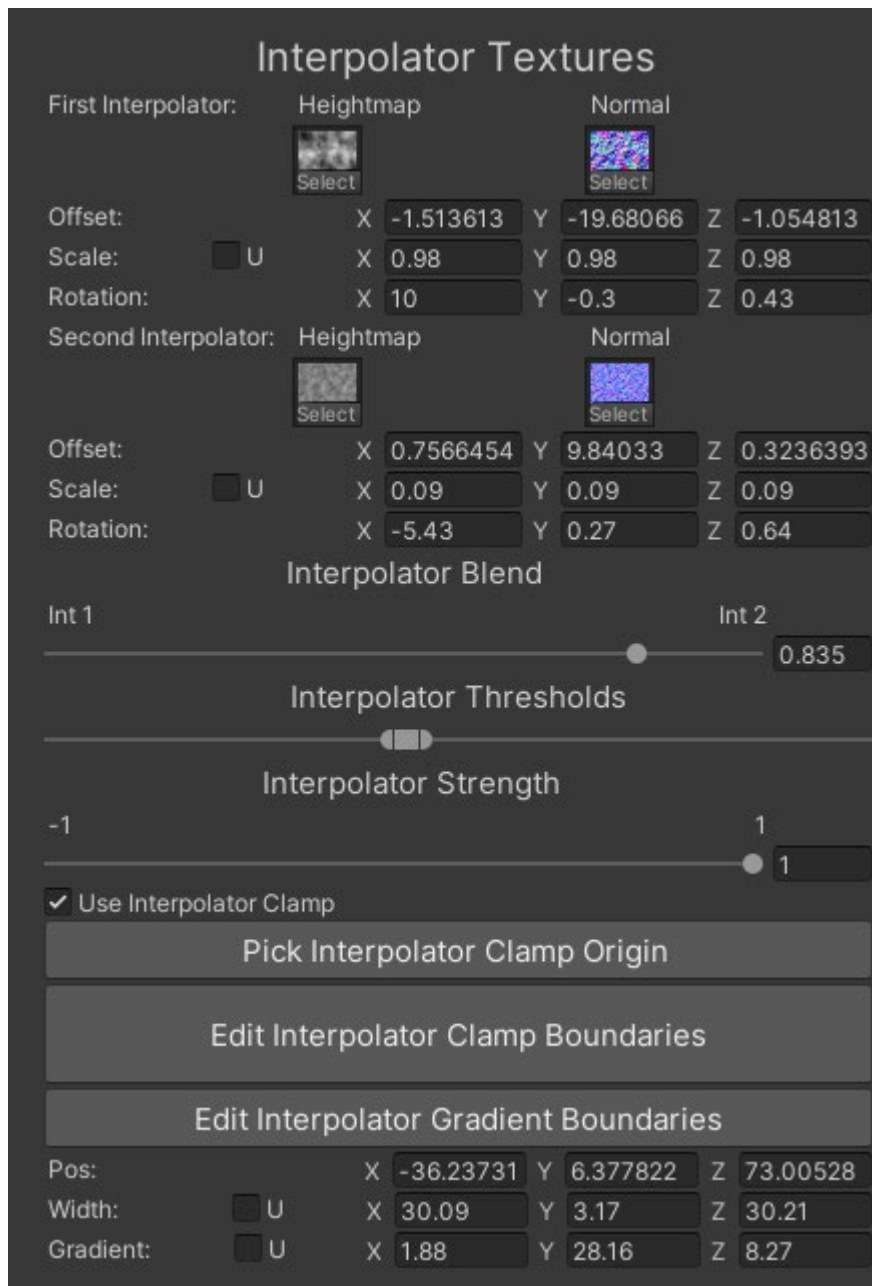 Interpolator Textures
First Interpolator: Heightmap Normal
Select Select
Offset: X -1.513613 Y -19.68066 Z -1.054813
Scale: U X 0.98 Y 0.98 Z 0.98
Rotation: X 10 Y -0.3 Z 0.43
Second Interpolator: Heightmap Normal
Select Select
Offset: X 0.7566454 Y 9.84033 Z 0.3236393
Scale: U X 0.09 Y 0.09 Z 0.09
Rotation: X -5.43 Y 0.27 Z 0.64
Interpolator Blend
Int 1 Int 2
0.835
Interpolator Thresholds
Interpolator Strength
-1 1
1
Use Interpolator Clamp
Pick Interpolator Clamp Origin
Edit Interpolator Clamp Boundaries
Edit Interpolator Gradient Boundaries
Pos: X -36.23731 Y 6.377822 Z 73.00528
Width: U X 30.09 Y 3.17 Z 30.21
Gradient: U X 1.88 Y 28.16 Z 8.27